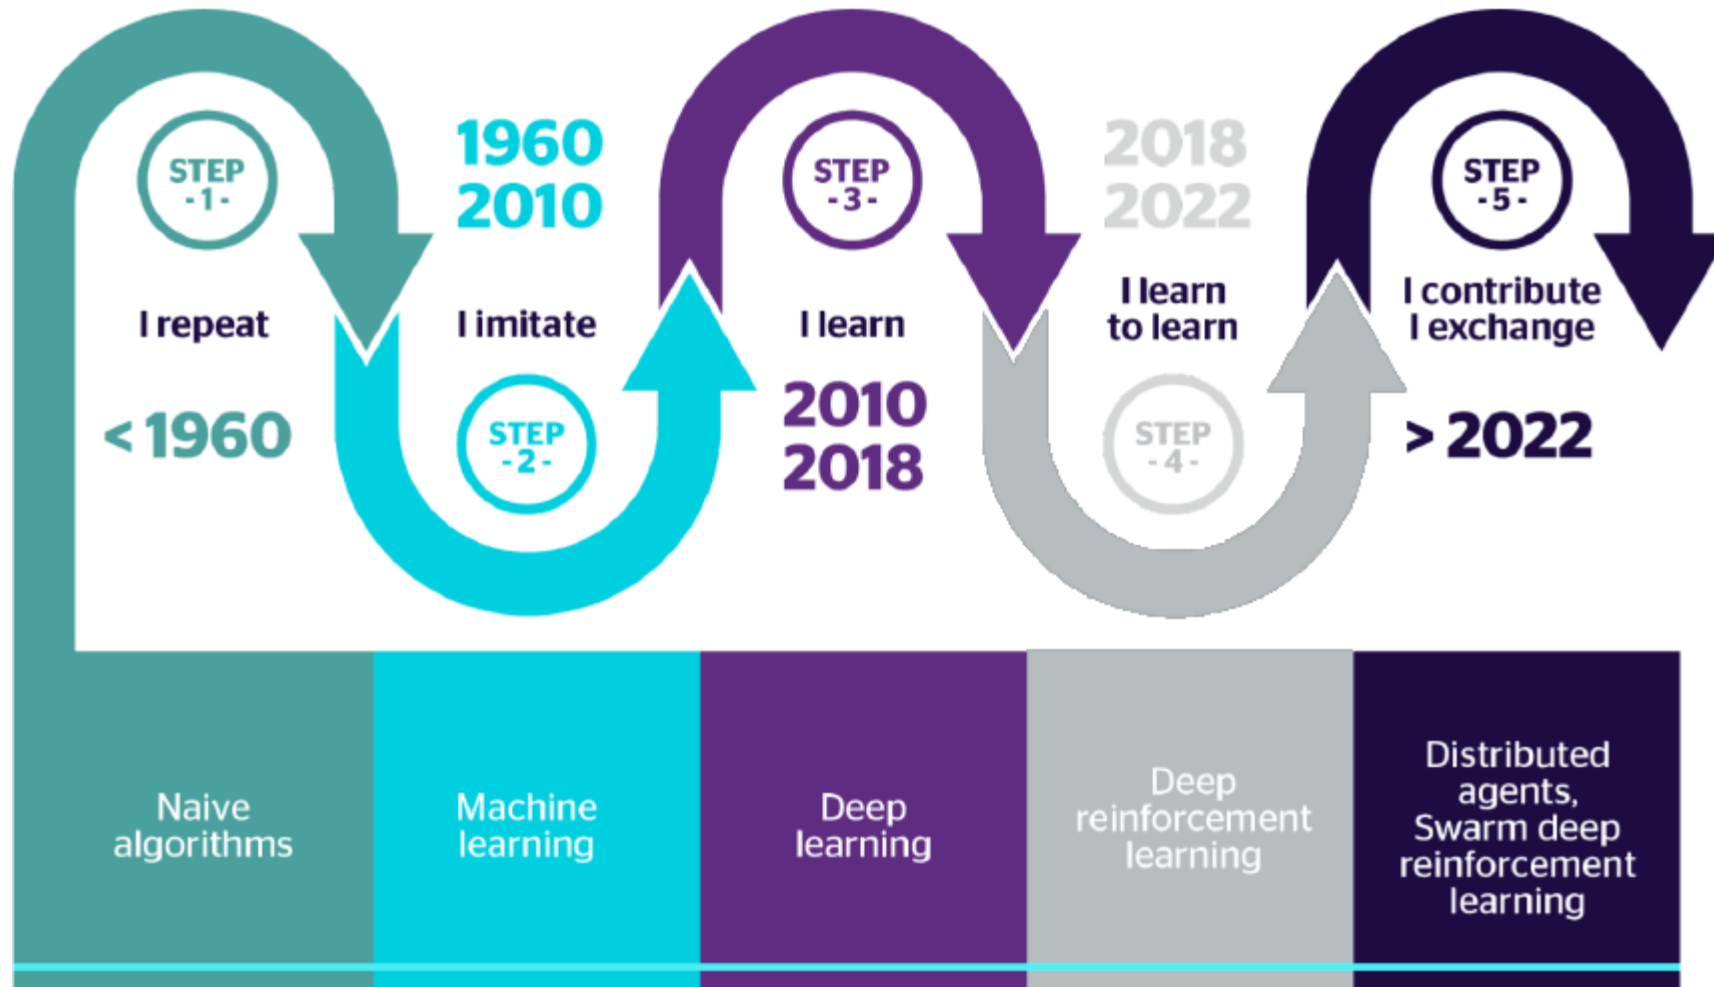 STEP
- 1 -
I repeat
< 1960
1960
2010
I imitate
STEP
- 2 -
STEP
- 3 -
I learn
2010
2018
2018
2022
I learn
to learn
STEP
- 4 -
STEP
- 5 -
I contribute
I exchange
> 2022
Naive
algorithms
Machine
learning
Deep
learning
Deep
reinforcement
learning
Distributed
agents,
Swarm deep
reinforcement
learning